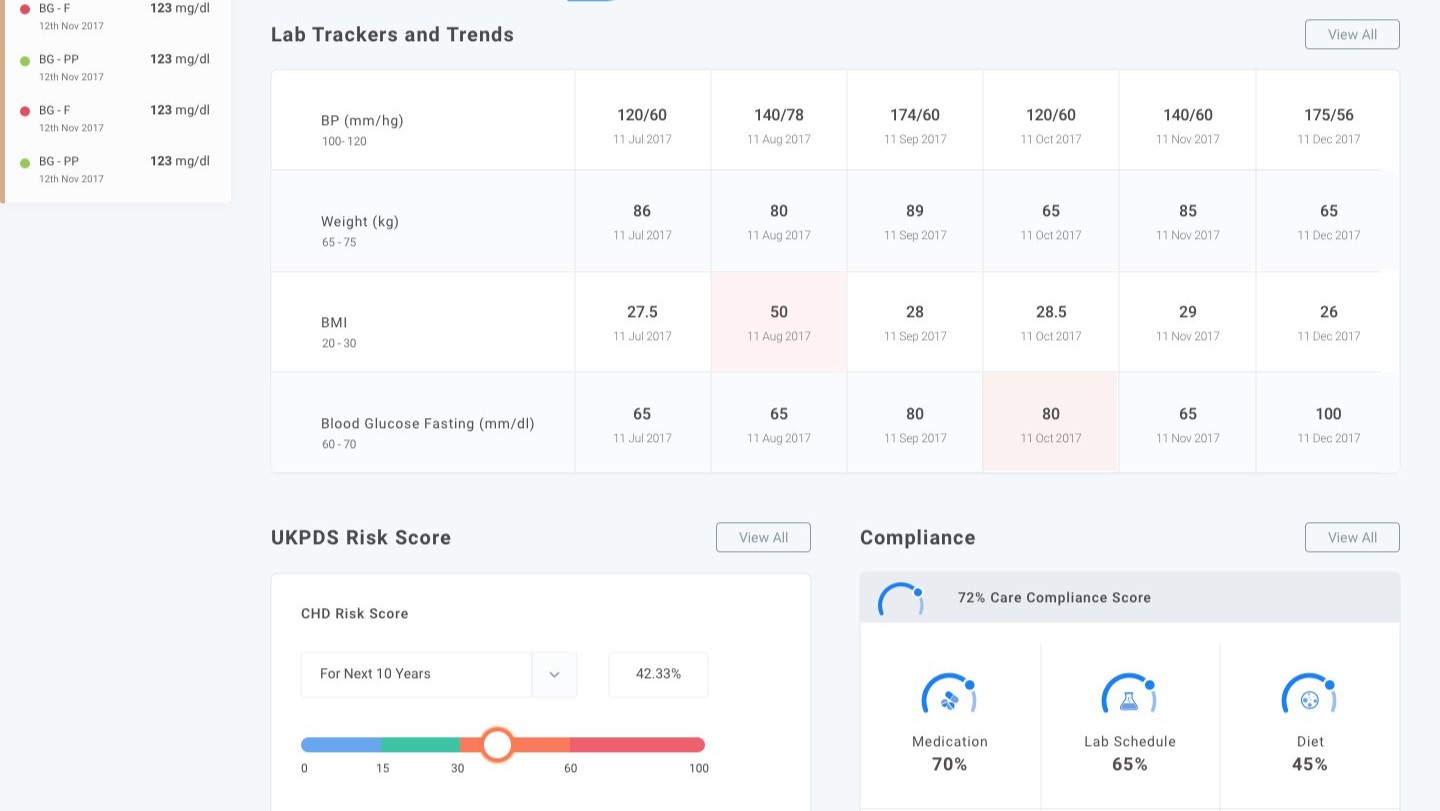 BG - F 123 mg/dl
12th Nov 2017
BG - PP 123 mg/dl
12th Nov 2017
BG - F 123 mg/dl
12th Nov 2017
BG - PP 123 mg/dl
12th Nov 2017
Lab Trackers and Trends View All
BP (mm/hg)
100- 120
120/60 140/78 174/60 120/60 140/60 175/56
11 Jul 2017 11 Aug 2017 11 Sep 2017 11 Oct 2017 11 Nov 2017 11 Dec 2017
Weight (kg)
65 - 75
86 80 89 65 85 65
11 Jul 2017 11 Aug 2017 11 Sep 2017 11 Oct 2017 11 Nov 2017 11 Dec 2017
BMI
20 - 30
27.5 50 28 28.5 29 26
11 Jul 2017 11 Aug 2017 11 Sep 2017 11 Oct 2017 11 Nov 2017 11 Dec 2017
Blood Glucose Fasting (mm/dl)
60 - 70
65 65 80 80 65 100
11 Jul 2017 11 Aug 2017 11 Sep 2017 11 Oct 2017 11 Nov 2017 11 Dec 2017
UKPDS Risk Score View All
CHD Risk Score
For Next 10 Years 42.33%
0 15 30 60 100
Compliance View All
72% Care Compliance Score
Medication Lab Schedule Diet
70% 65% 45%